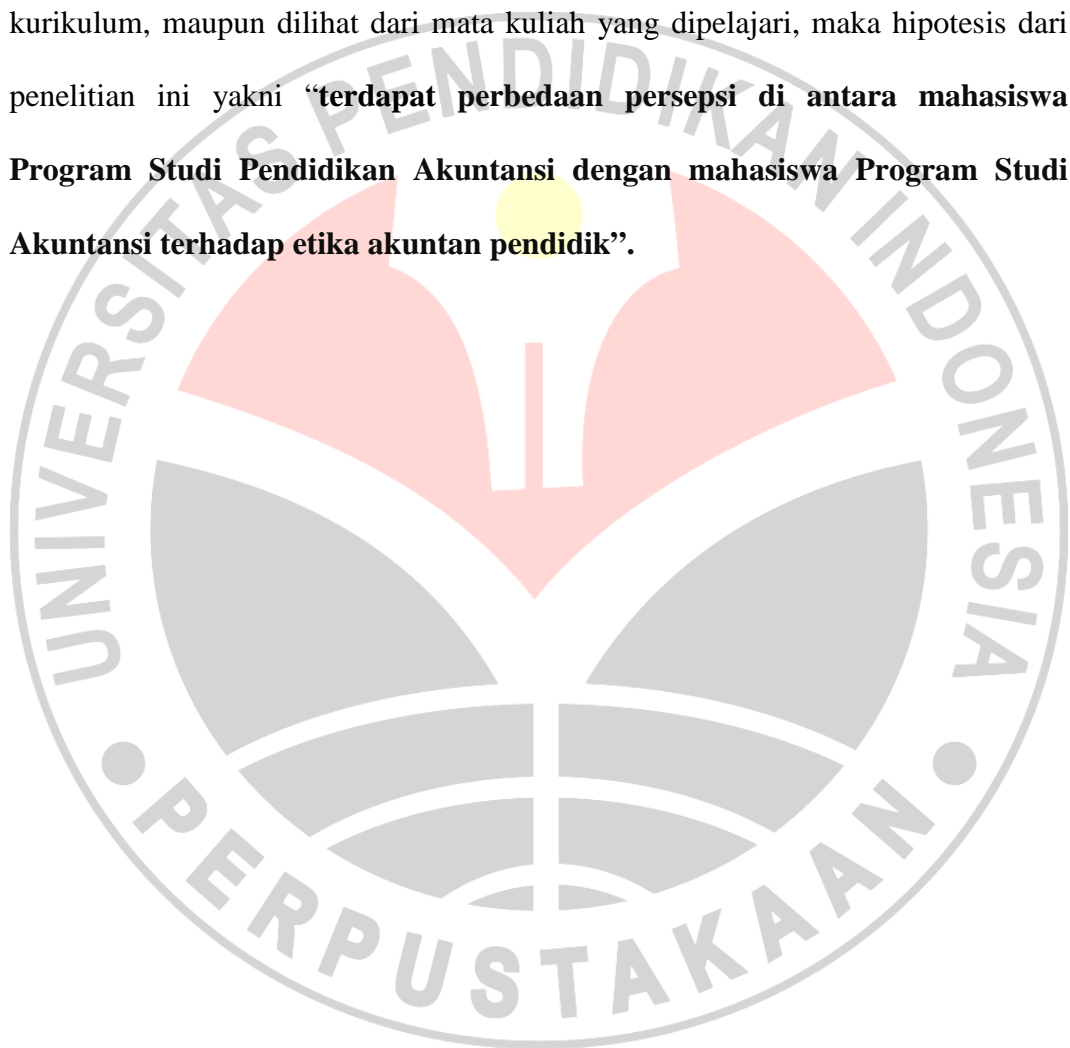 kurikulum, maupun dilihat dari mata kuliah yang dipelajari, maka hipotesis dari
penelitian ini yakni “terdapat perbedaan persepsi di antara mahasiswa
Program Studi Pendidikan Akuntansi dengan mahasiswa Program Studi
Akuntansi terhadap etika akuntan pendidik”.
UNIVERSITAS PENDIDIKAN INDONESIA
PERPUSTAKAAN